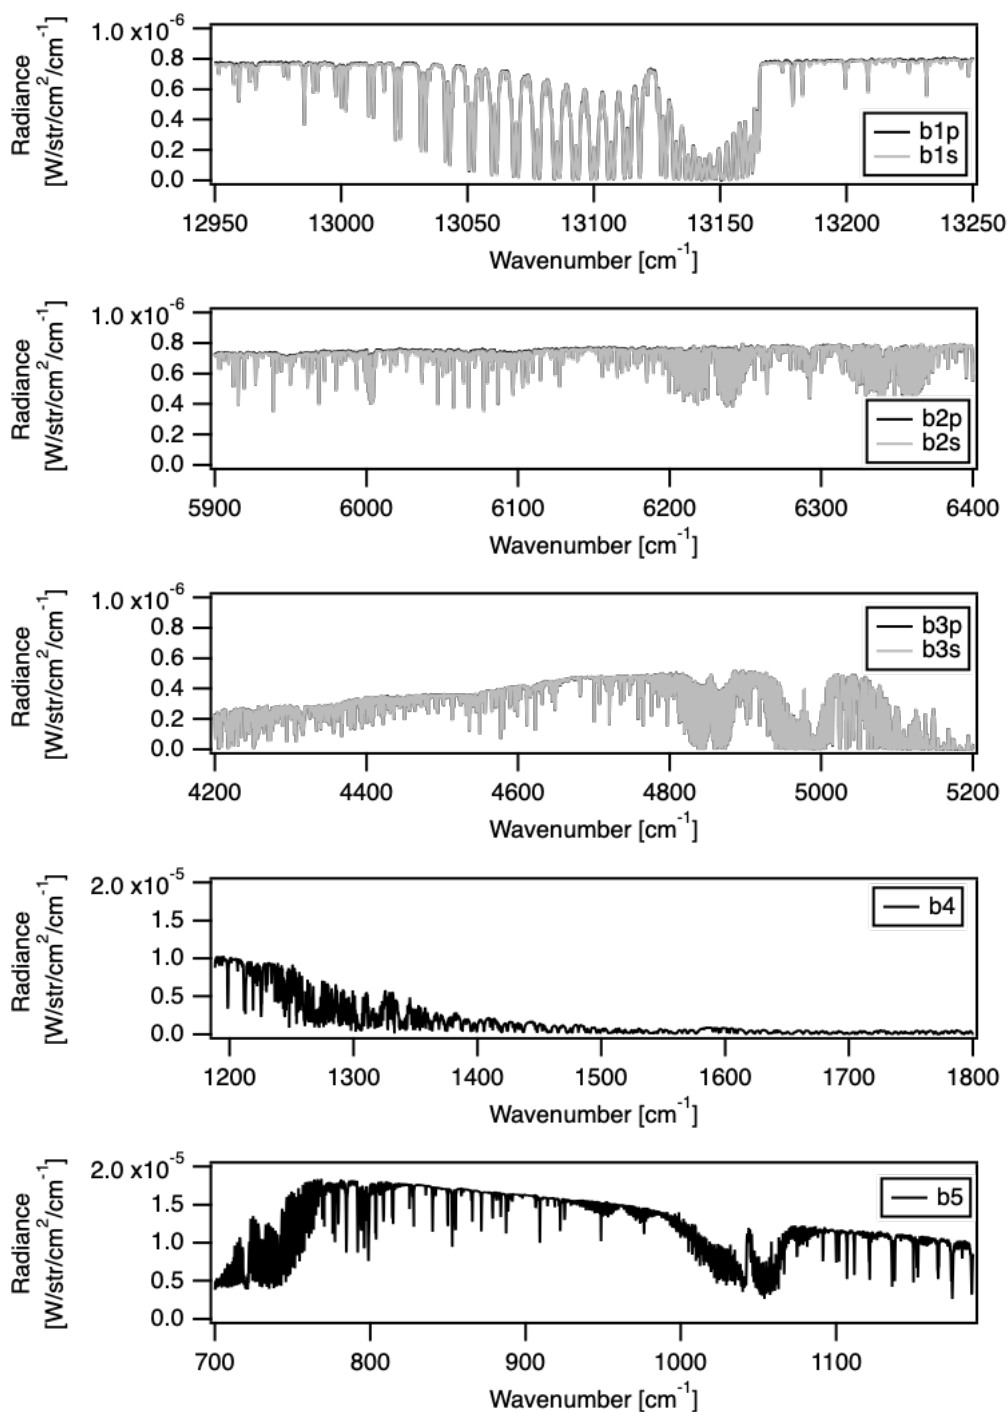 1.0 x10⁻⁶
0.8
0.6
0.4
0.2
0.0
Radiance
[W/str/cm²/cm⁻¹]
b1p
b1s
12950 13000 13050 13100 13150 13200 13250
Wavenumber [cm⁻¹]
1.0 x10⁻⁶
0.8
0.6
0.4
0.2
0.0
Radiance
[W/str/cm²/cm⁻¹]
b2p
b2s
5900 6000 6100 6200 6300 6400
Wavenumber [cm⁻¹]
1.0 x10⁻⁶
0.8
0.6
0.4
0.2
0.0
Radiance
[W/str/cm²/cm⁻¹]
b3p
b3s
4200 4400 4600 4800 5000 5200
Wavenumber [cm⁻¹]
2.0 x10⁻⁵
1.5
1.0
0.5
0.0
Radiance
[W/str/cm²/cm⁻¹]
b4
1200 1300 1400 1500 1600 1700 1800
Wavenumber [cm⁻¹]
2.0 x10⁻⁵
1.5
1.0
0.5
0.0
Radiance
[W/str/cm²/cm⁻¹]
b5
700 800 900 1000 1100
Wavenumber [cm⁻¹]